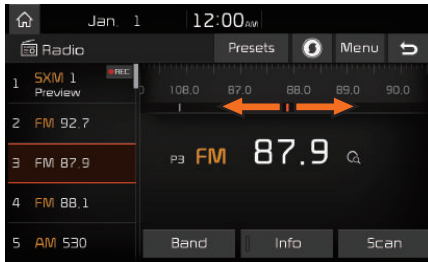 Jan. 1 12:00 AM
Radio Presets Menu
1 SXM 1 REC
Preview
108.0 87.0 88.0 89.0 90.0
2 FM 92.7
3 FM 87.9
P3 FM 87.9
4 FM 88.1
5 AM 530
Band Info Scan